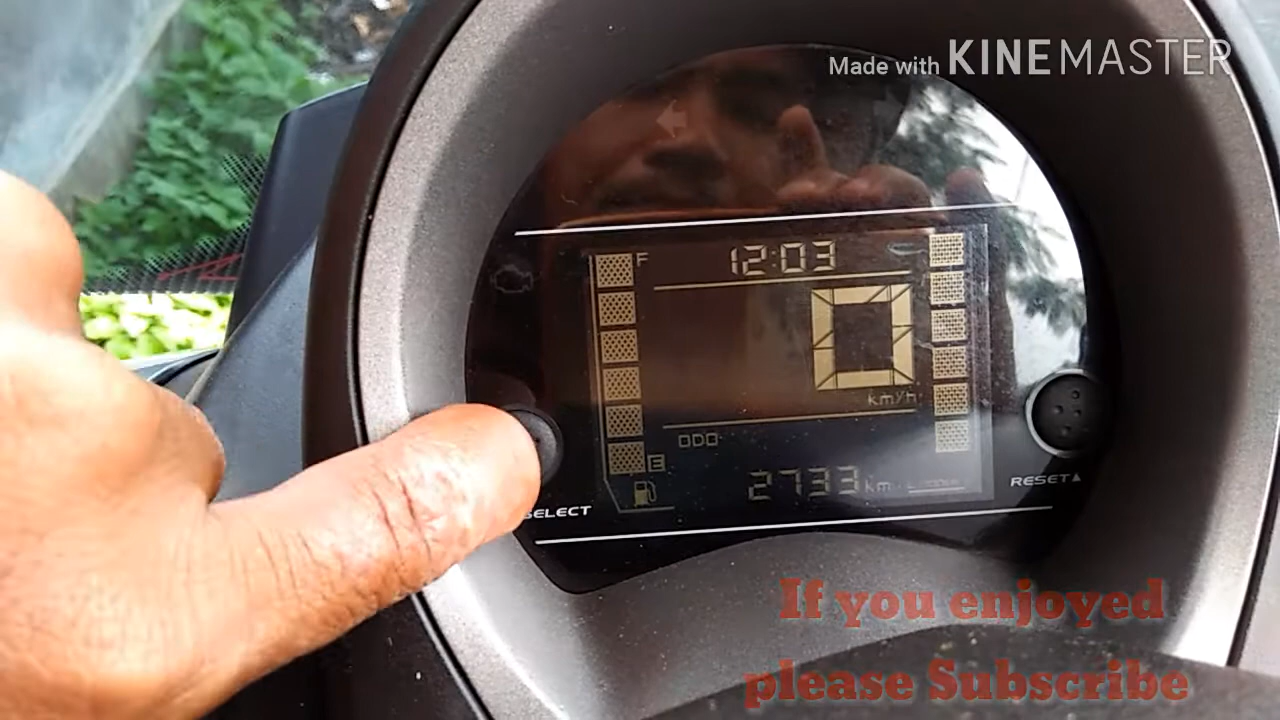 Made with KINEMASTER
F 12:03
0
km/h
ODO
E
2733 km
SELECT
RESET▲
If you enjoyed
please Subscribe